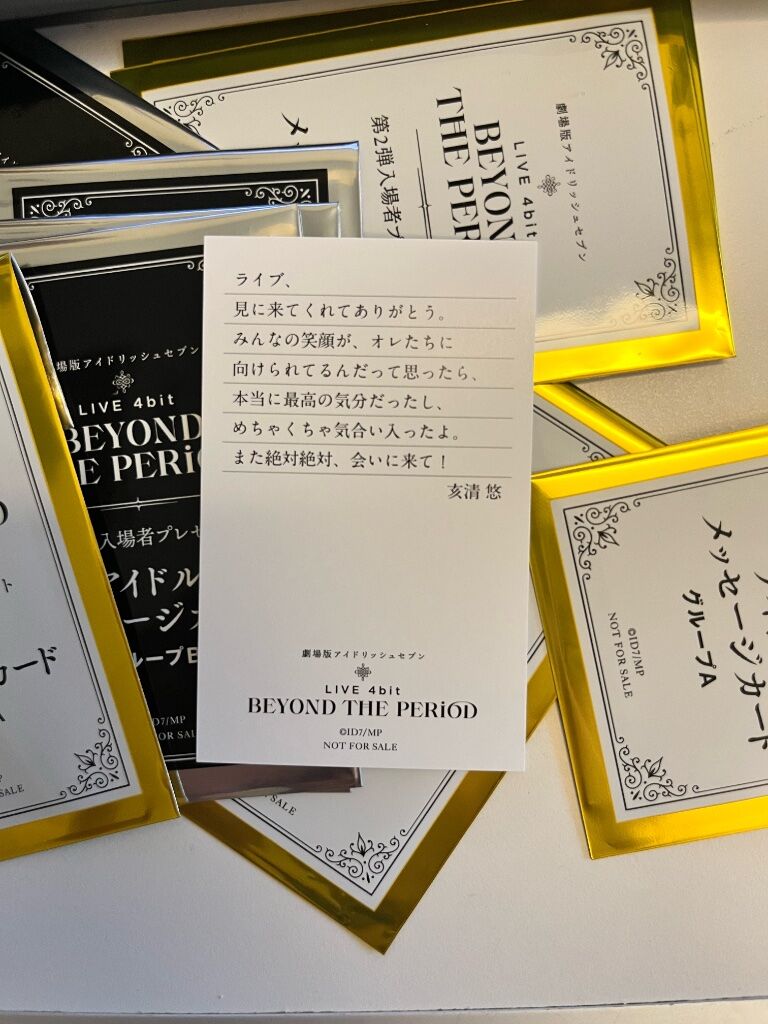 ライブ、
見に来てくれてありがとう。
みんなの笑顔が、オレたちに
向けられてるんだって思ったら、
本当に最高の気分だったし、
めちゃくちゃ気合い入ったよ。
また絶対絶対、会いに来て！
亥清 悠
劇場版アイドリッシュセブン
LIVE 4bit
BEYOND THE PERiOD
©ID7/MP
NOT FOR SALE
劇場版アイドリッシュセブン
LIVE 4bit
BEYON
THE PER
第2弾入場者プ
場版アイドリッシュセブン
LIVE 4bit
BEYOND
E PERiO
入場者プレゼ
アイドル
ージカ
ループB
ID7/MP
FOR SALE
カード
メッセージカード
グループA
©ID7/MP
NOT FOR SALE
SALE